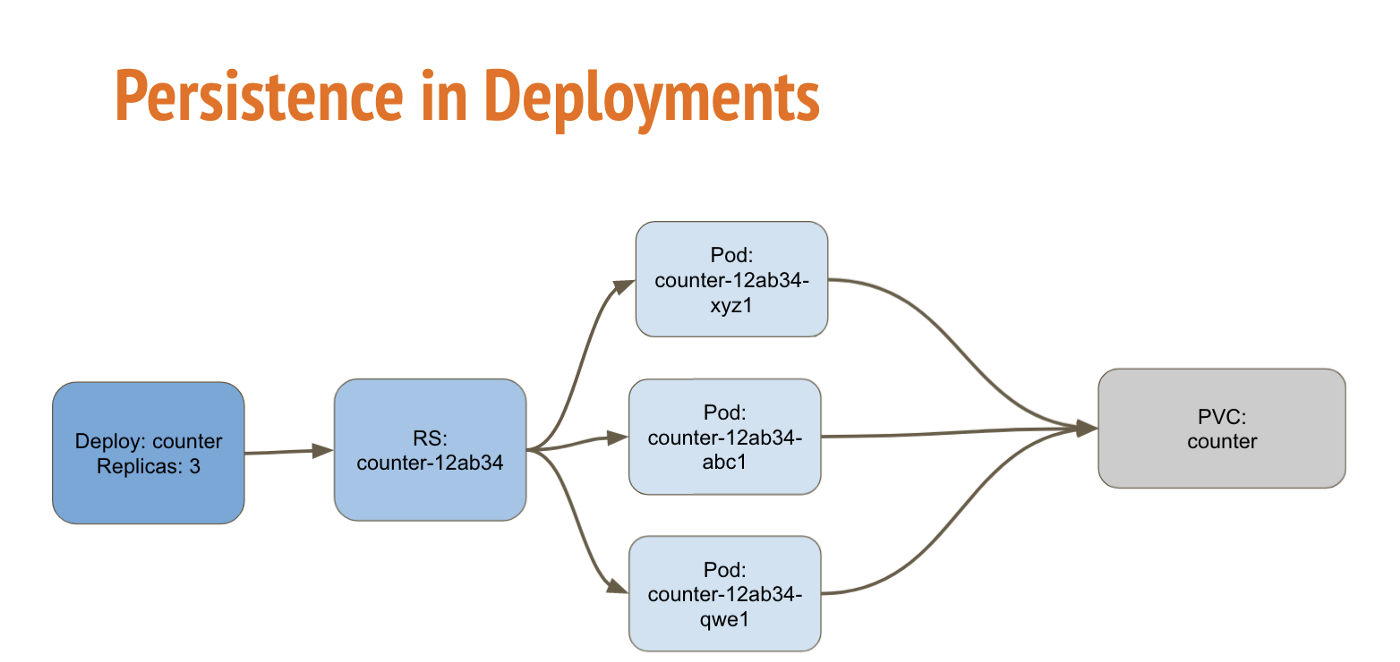 Persistence in Deployments
Deploy: counter
Replicas: 3
RS:
counter-12ab34
Pod:
counter-12ab34-
xyz1
Pod:
counter-12ab34-
abc1
Pod:
counter-12ab34-
qwe1
PVC:
counter